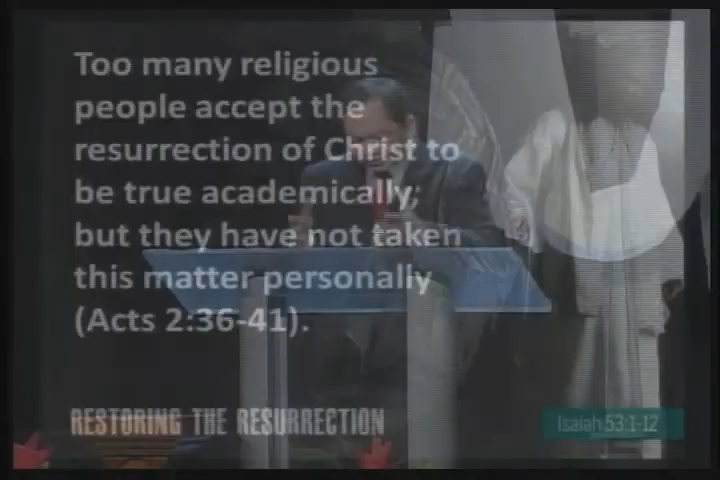 Too many religious
people accept the
resurrection of Christ to
be true academically;
but they have not taken
this matter personally
(Acts 2:36-41).
RESTORING THE RESURRECTION
Isaiah 53:1-12